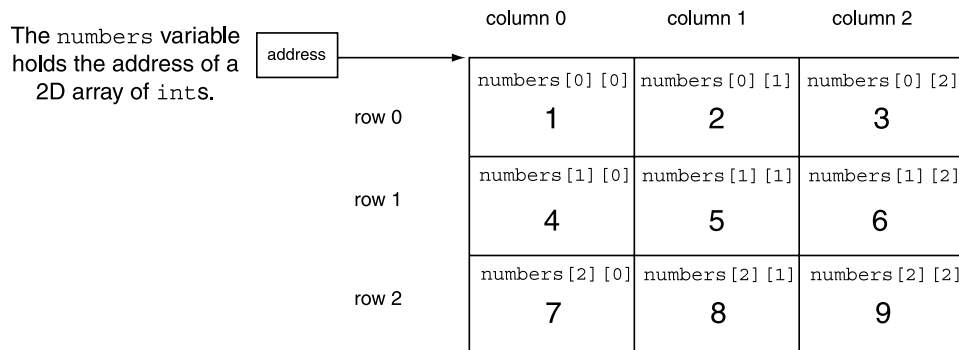 The numbers variable
holds the address of a
2D array of ints.
address
column 0 column 1 column 2
row 0
numbers[0][0] numbers[0][1] numbers[0][2]
1 2 3
row 1
numbers[1][0] numbers[1][1] numbers[1][2]
4 5 6
row 2
numbers[2][0] numbers[2][1] numbers[2][2]
7 8 9